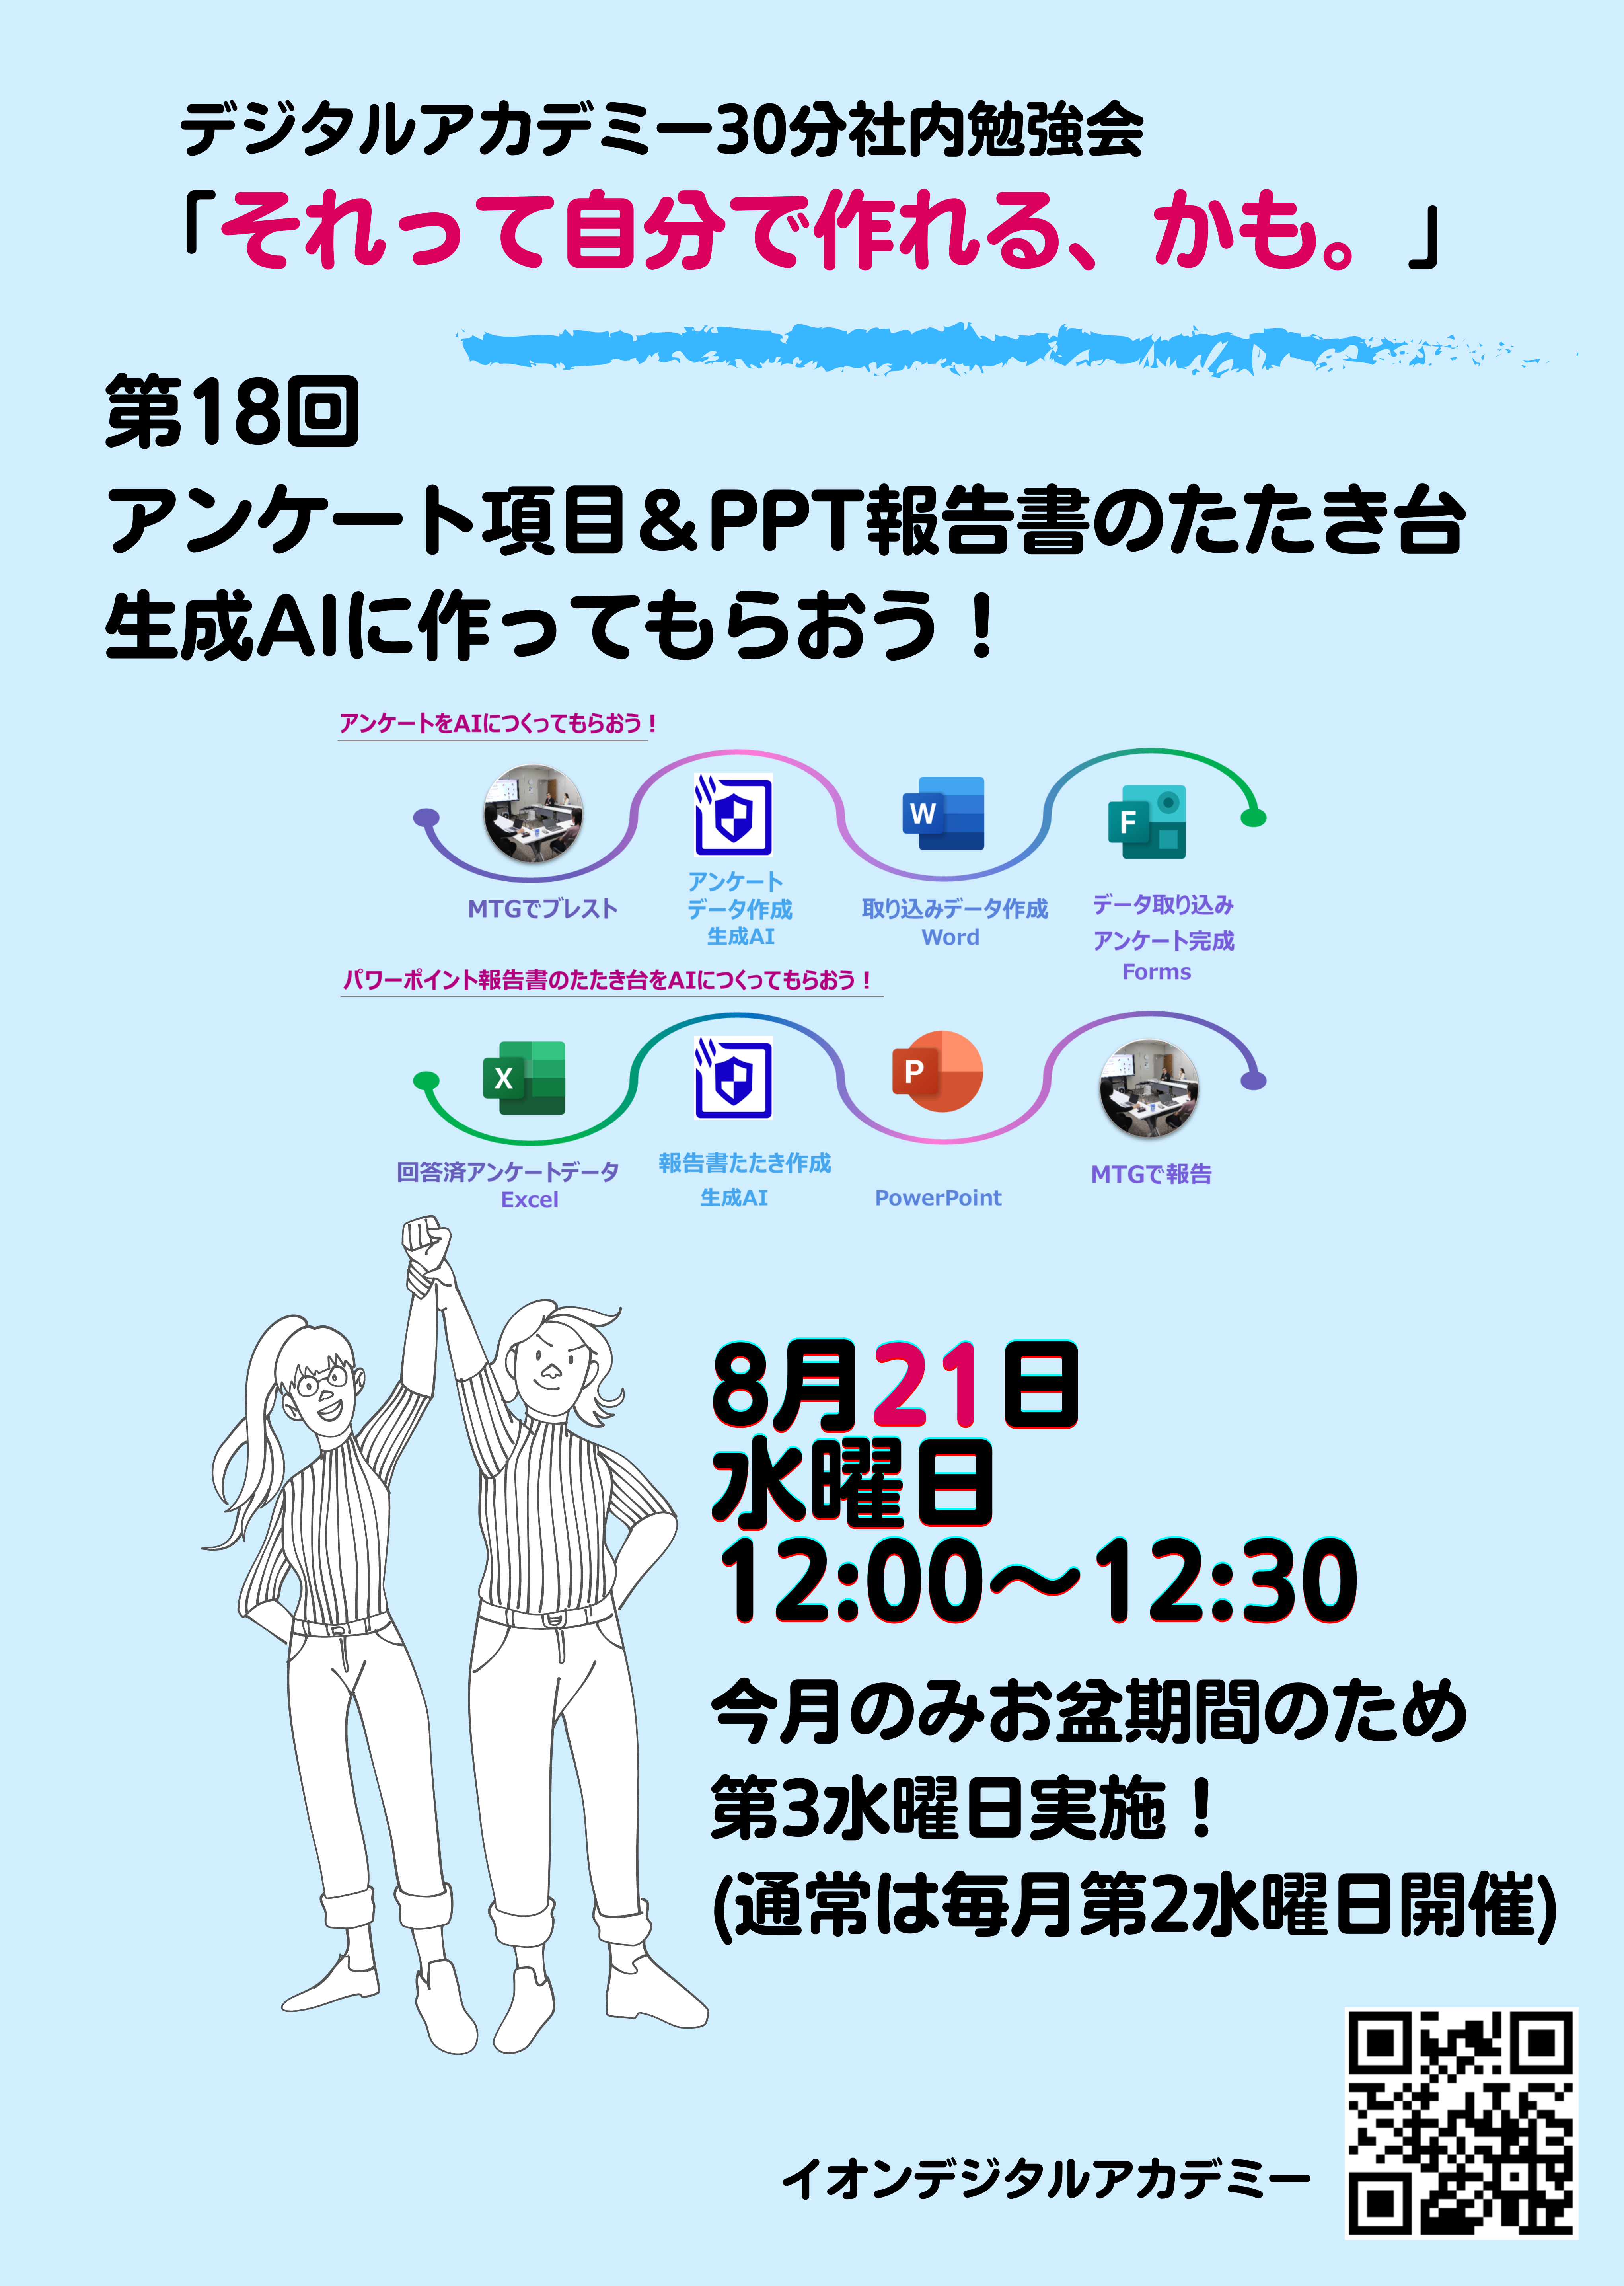 デジタルアカデミー30分社内勉強会
「それって自分で作れる、かも。」
第18回
アンケート項目＆PPT報告書のたたき台
生成AIに作ってもらおう！
アンケートをAIにつくってもらおう！
MTGでブレスト
アンケート
データ作成
生成AI
W
取り込みデータ作成
Word
F
データ取り込み
アンケート完成
Forms
パワーポイント報告書のたたき台をAIにつくってもらおう！
X
回答済アンケートデータ
Excel
報告書たたき作成
生成AI
P
PowerPoint
MTGで報告
8月21日
水曜日
12:00～12:30
今月のみお盆期間のため
第3水曜日実施！
(通常は毎月第2水曜日開催)
イオンデジタルアカデミー